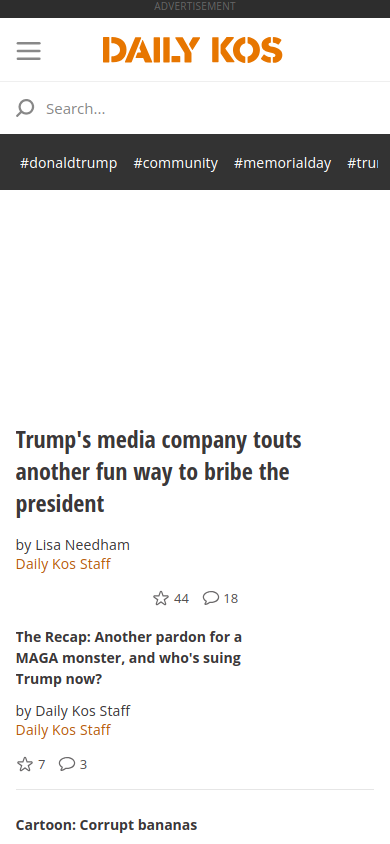 ADVERTISEMENT
DAILY KOS
Search...
#donaldtrump #community #memorialday #tru
Trump's media company touts
another fun way to bribe the
president
by Lisa Needham
Daily Kos Staff
44 18
The Recap: Another pardon for a
MAGA monster, and who's suing
Trump now?
by Daily Kos Staff
Daily Kos Staff
7 3
Cartoon: Corrupt bananas